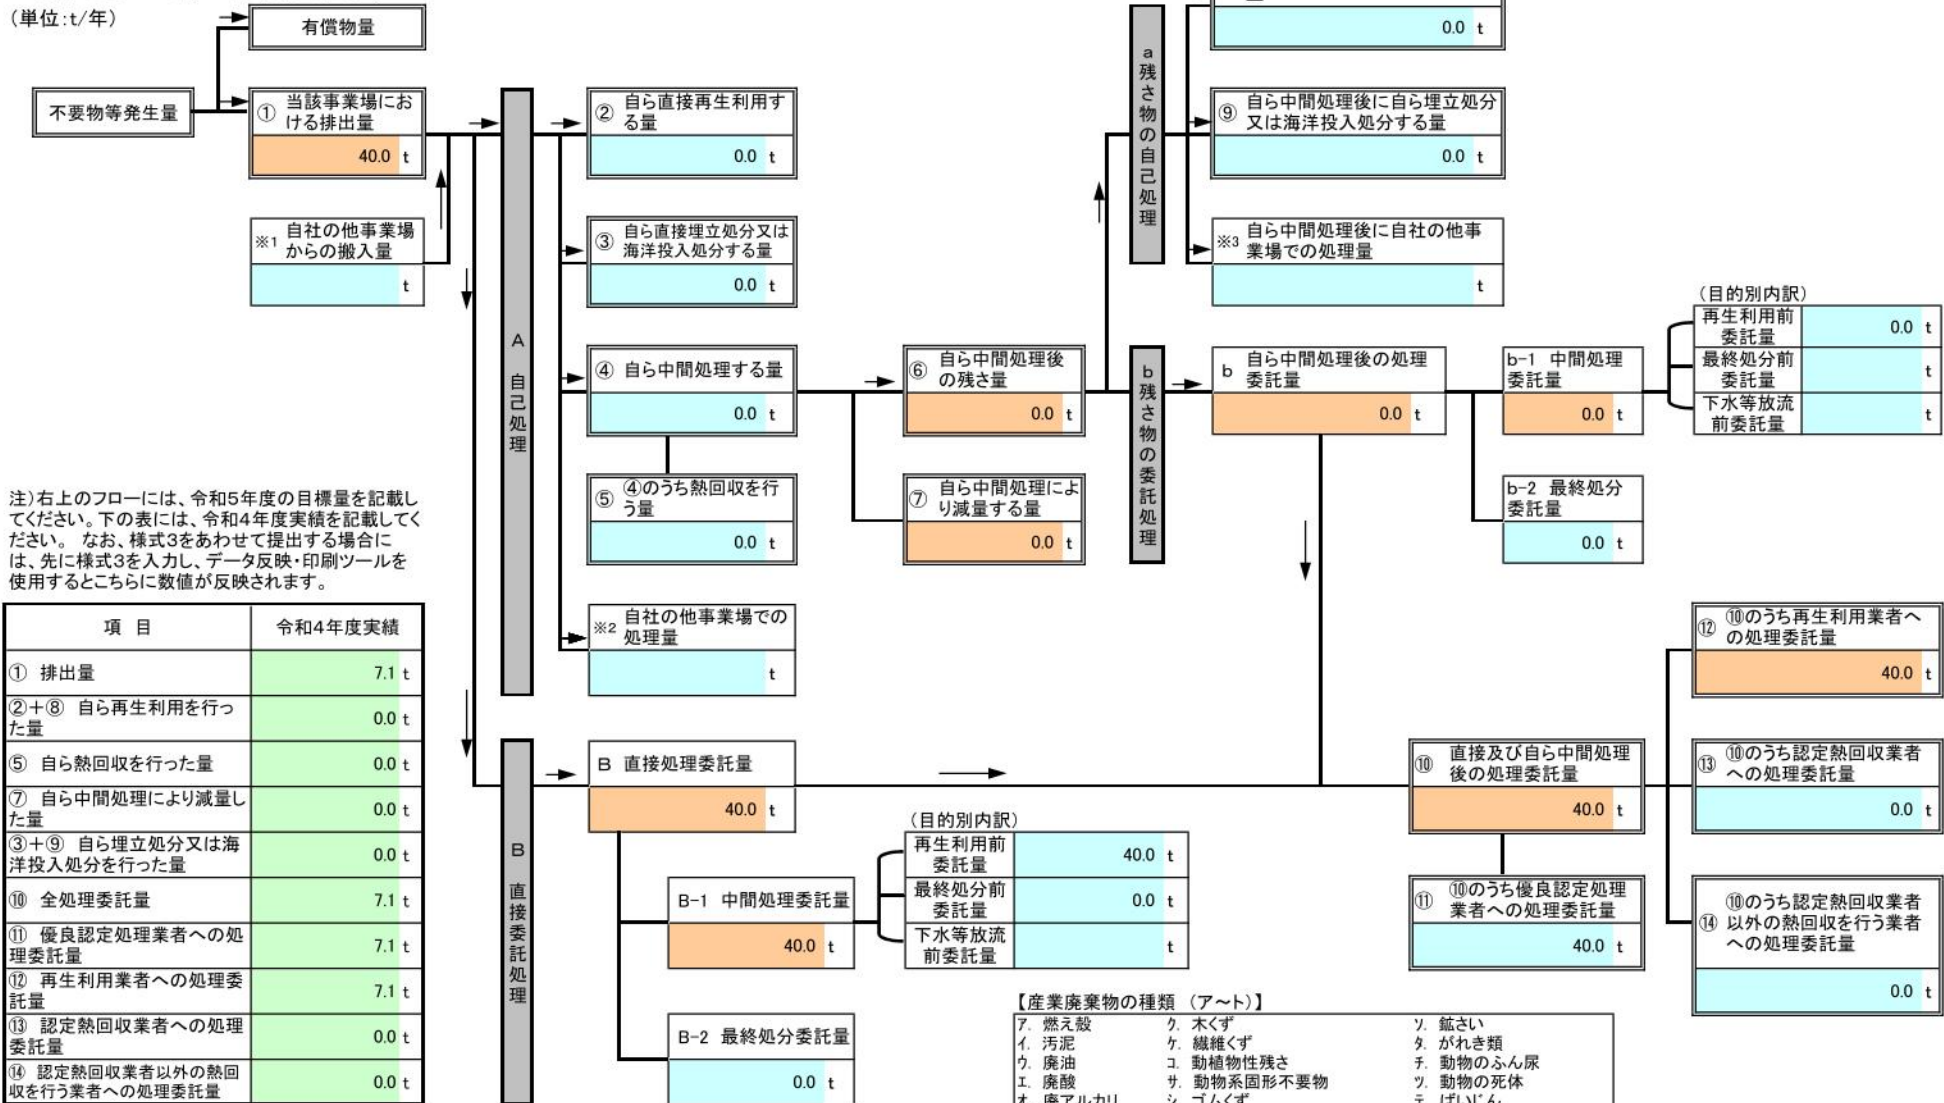 （単位：t/年）
有償物量
不要物等発生量
① 当該事業場にお
ける排出量
40.0 t
※1 自社の他事業場
からの搬入量
t
A 自己処理
② 自ら直接再生利用す
る量
0.0 t
③ 自ら直接埋立処分又は
海洋投入処分する量
0.0 t
④ 自ら中間処理する量
0.0 t
⑤ ④のうち熱回収を行
う量
0.0 t
※2 自社の他事業場での
処理量
t
⑥ 自ら中間処理後
の残さ量
0.0 t
⑦ 自ら中間処理によ
り減量する量
0.0 t
a 残さ物の自己処理
0.0 t
⑨ 自ら中間処理後に自ら埋立処分
又は海洋投入処分する量
0.0 t
※3 自ら中間処理後に自社の他事
業場での処理量
t
b 残さ物の委託処理
b 自ら中間処理後の処理
委託量
0.0 t
b-1 中間処理
委託量
0.0 t
（目的別内訳）
再生利用前
委託量
0.0 t
最終処分前
委託量
t
下水等放流
前委託量
t
b-2 最終処分
委託量
0.0 t
注）右上のフローには、令和5年度の目標量を記載し
てください。下の表には、令和4年度実績を記載してく
ださい。 なお、様式3をあわせて提出する場合に
は、先に様式3を入力し、データ反映・印刷ツールを
使用するとこちらに数値が反映されます。
項 目 令和4年度実績
① 排出量 7.1 t
②＋⑧ 自ら再生利用を行っ
た量
0.0 t
⑤ 自ら熱回収を行った量 0.0 t
⑦ 自ら中間処理により減量し
た量
0.0 t
③＋⑨ 自ら埋立処分又は海
洋投入処分を行った量
0.0 t
⑩ 全処理委託量 7.1 t
⑪ 優良認定処理業者への処
理委託量
7.1 t
⑫ 再生利用業者への処理委
託量
7.1 t
⑬ 認定熱回収業者への処理
委託量
0.0 t
⑭ 認定熱回収業者以外の熱回
収を行う業者への処理委託量
0.0 t
B 直接委託処理
B 直接処理委託量
40.0 t
B-1 中間処理委託量
40.0 t
（目的別内訳）
再生利用前
委託量
40.0 t
最終処分前
委託量
0.0 t
下水等放流
前委託量
t
B-2 最終処分委託量
0.0 t
⑩ 直接及び自ら中間処理
後の処理委託量
40.0 t
⑪ ⑩のうち優良認定処理
業者への処理委託量
40.0 t
⑫ ⑩のうち再生利用業者へ
の処理委託量
40.0 t
⑬ ⑩のうち認定熱回収業者
への処理委託量
0.0 t
⑩のうち認定熱回収業者
⑭ 以外の熱回収を行う業者
への処理委託量
0.0 t
【産業廃棄物の種類 （ア～ト）】
ア. 燃え殻 ク. 木くず ソ. 鉱さい
イ. 汚泥 ケ. 繊維くず タ. がれき類
ウ. 廃油 コ. 動植物性残さ チ. 動物のふん尿
エ. 廃酸 サ. 動物系固形不要物 ツ. 動物の死体
オ. 廃アルカリ シ. ゴムくず テ. ばいじん